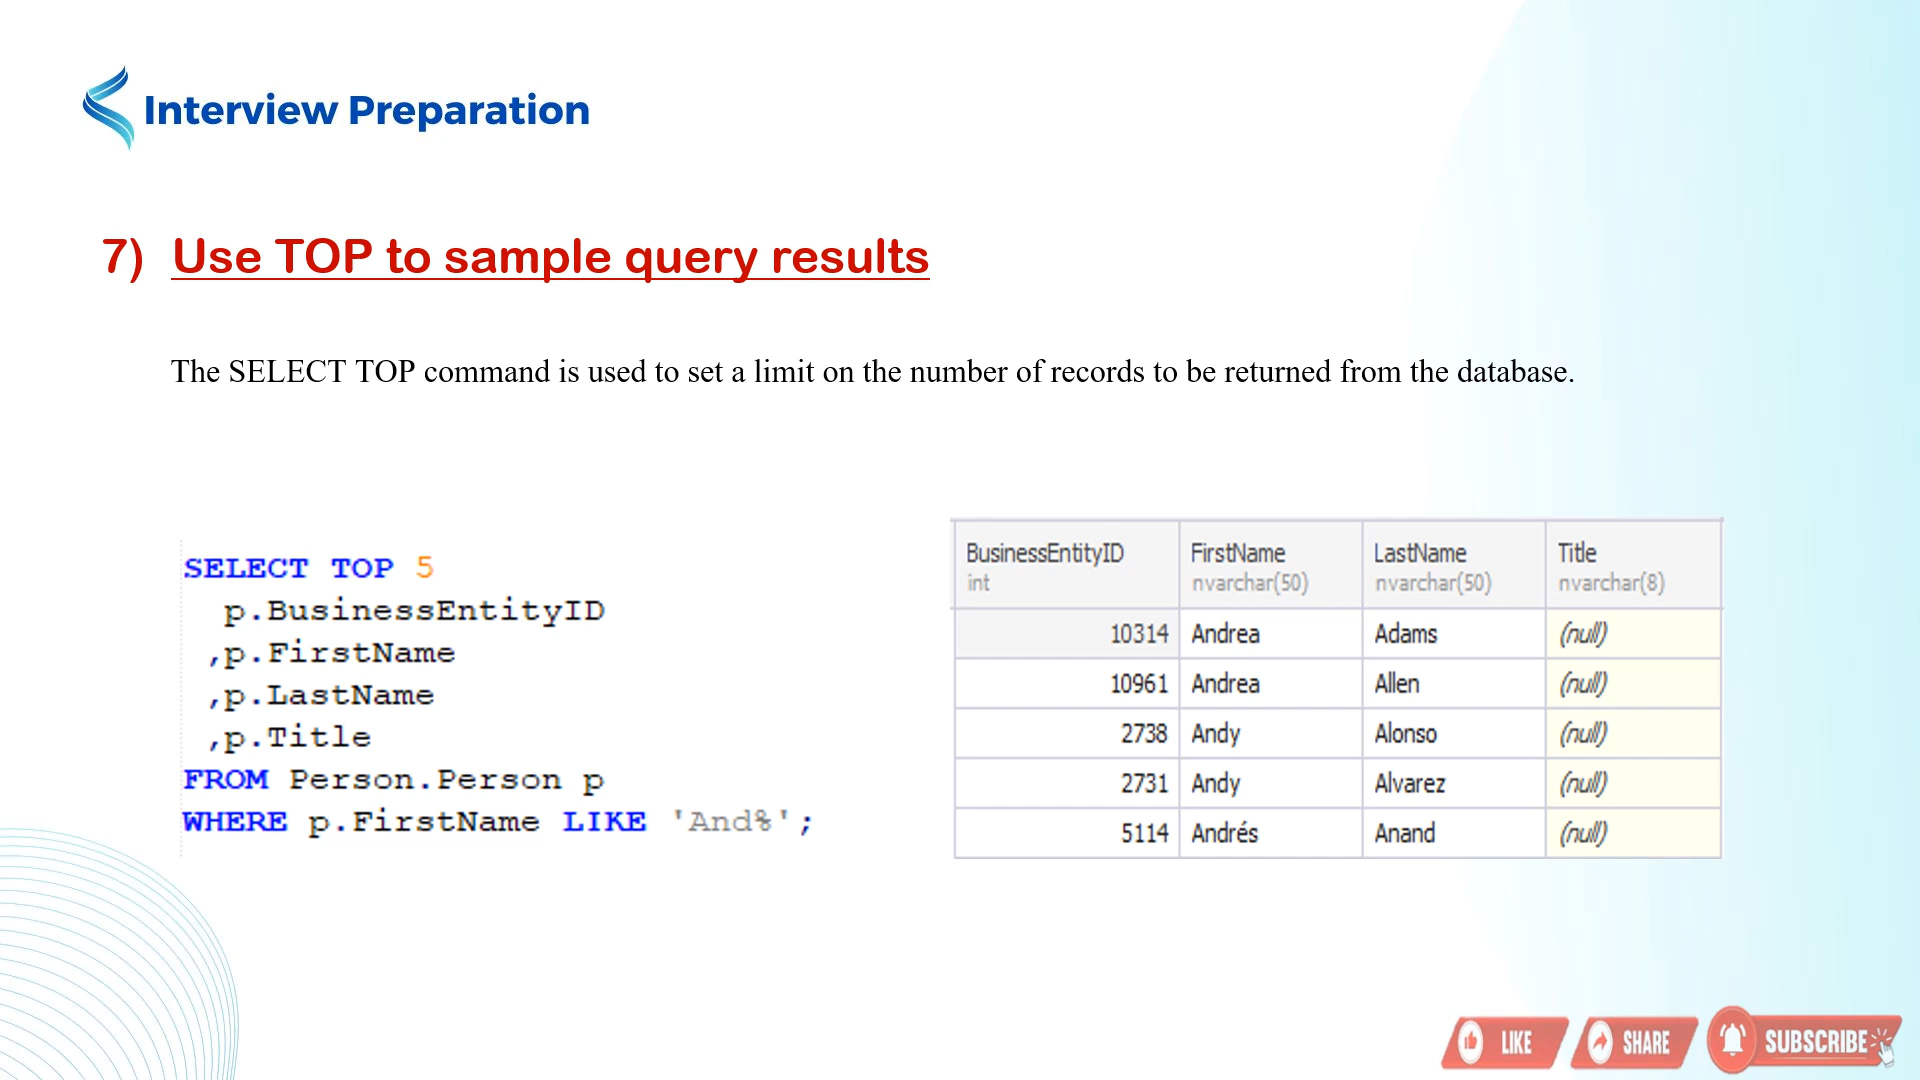 Interview Preparation
7) Use TOP to sample query results
The SELECT TOP command is used to set a limit on the number of records to be returned from the database.
SELECT TOP 5
p.BusinessEntityID
,p.FirstName
,p.LastName
,p.Title
FROM Person.Person p
WHERE p.FirstName LIKE 'And%';
BusinessEntityID FirstName LastName Title
int nvarchar(50) nvarchar(50) nvarchar(8)
10314 Andrea Adams (null)
10961 Andrea Allen (null)
2738 Andy Alonso (null)
2731 Andy Alvarez (null)
5114 Andrés Anand (null)
LIKE SHARE SUBSCRIBE